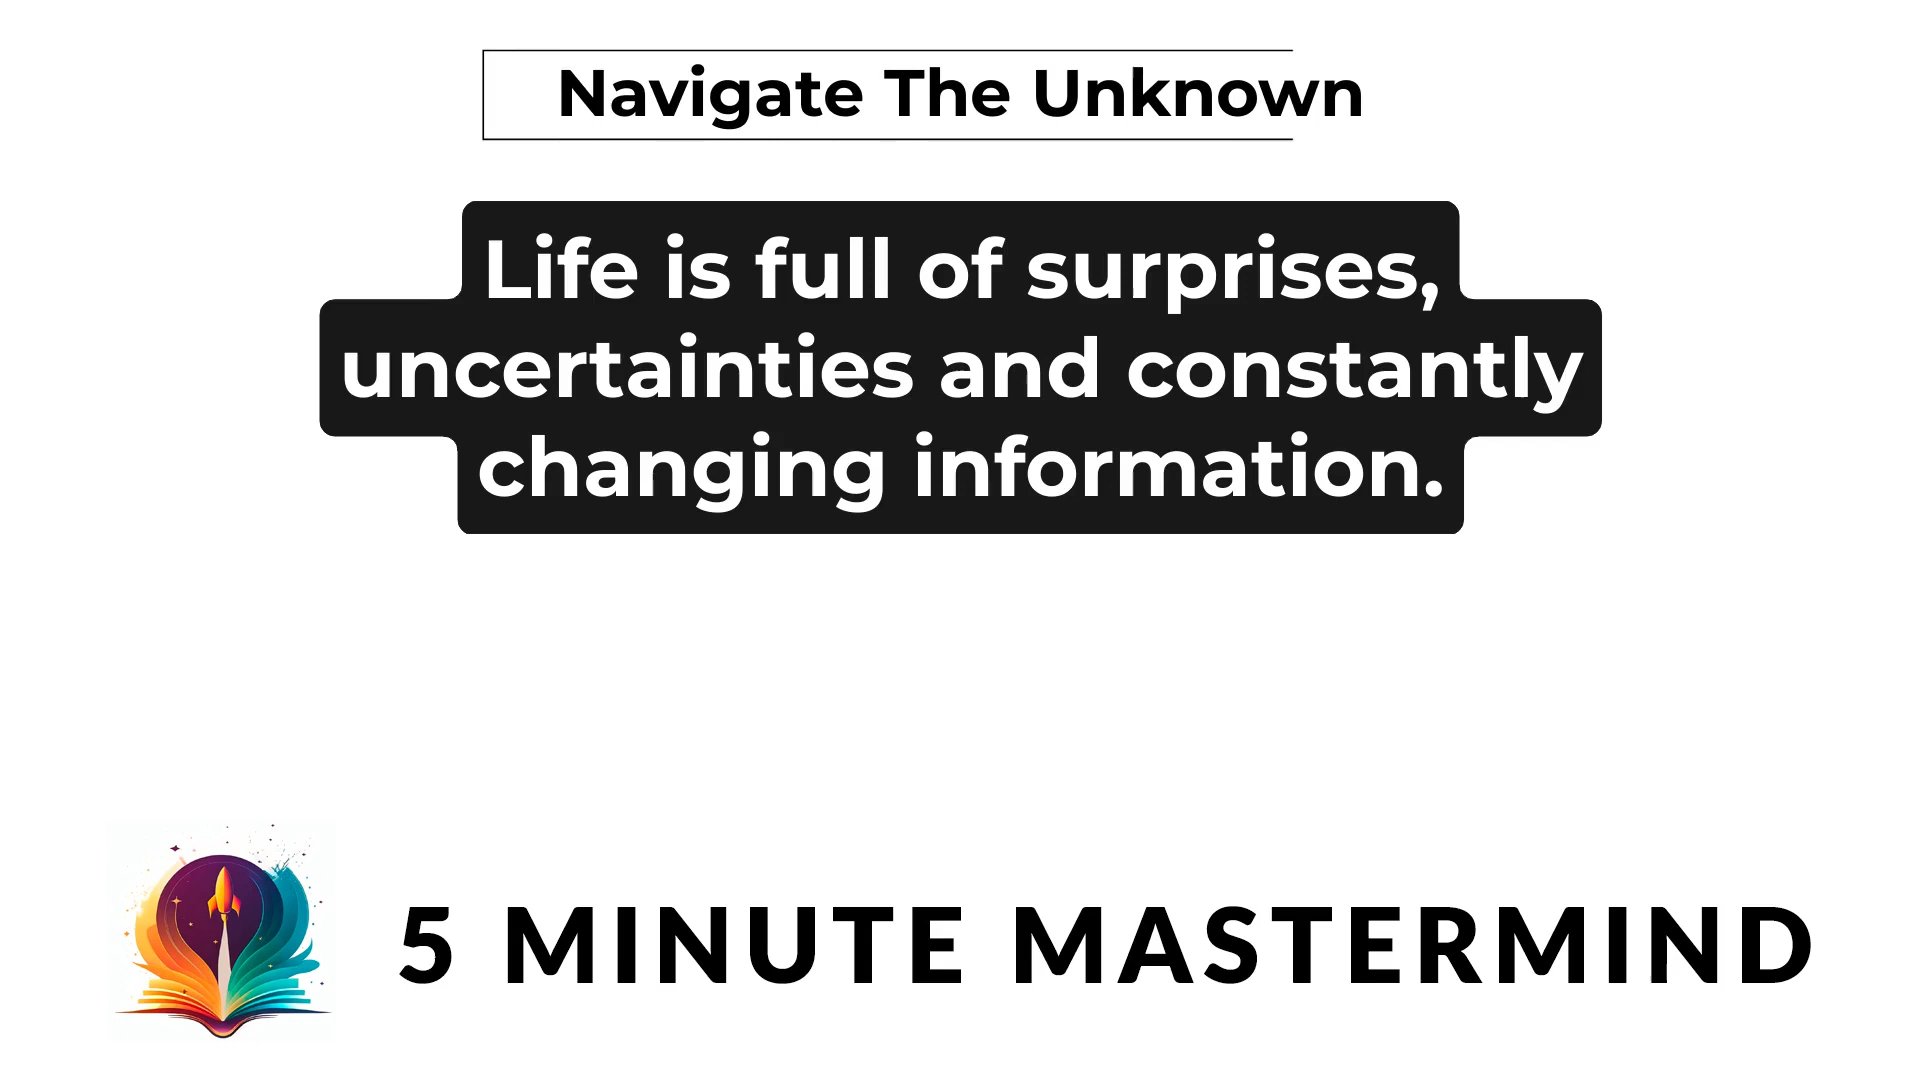 Navigate The Unknown
Life is full of surprises,
uncertainties and constantly
changing information.
5 MINUTE MASTERMIND